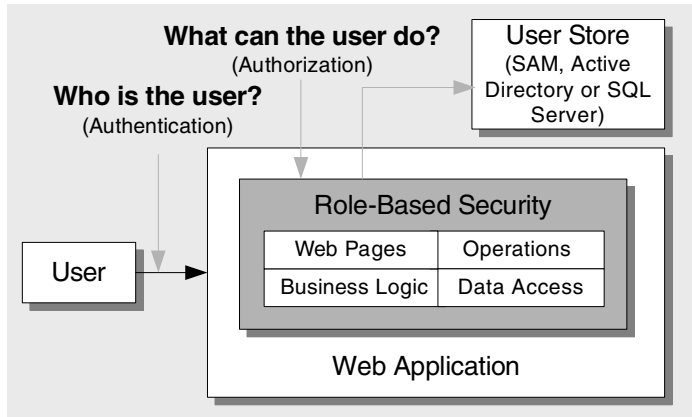 What can the user do?
(Authorization)
User Store
(SAM, Active
Directory or SQL
Server)
Who is the user?
(Authentication)
Role-Based Security
Web Pages
Operations
Business Logic
Data Access
User
Web Application